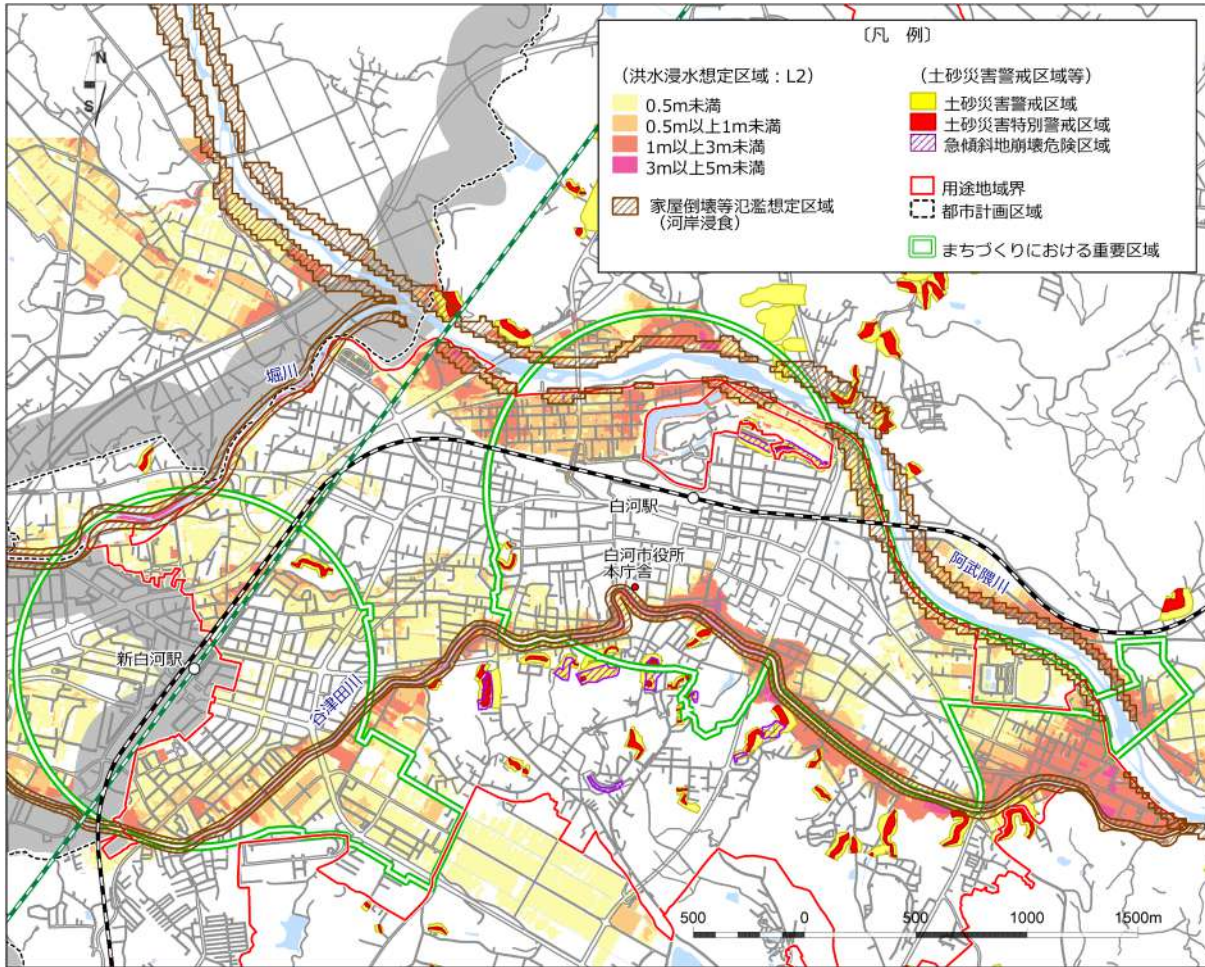 〔凡 例〕
(洪水浸水想定区域:L2)
0.5m未満
0.5m以上1m未満
1m以上3m未満
3m以上5m未満
家屋倒壊等氾濫想定区域
(河岸浸食)
(土砂災害警戒区域等)
土砂災害警戒区域
土砂災害特別警戒区域
急傾斜地崩壊危険区域
用途地域界
都市計画区域
まちづくりにおける重要区域
N
S
堀川
白河駅
白河市役所
本庁舎
阿武隈川
新白河駅
谷津田川
500 0 500 1000 1500m